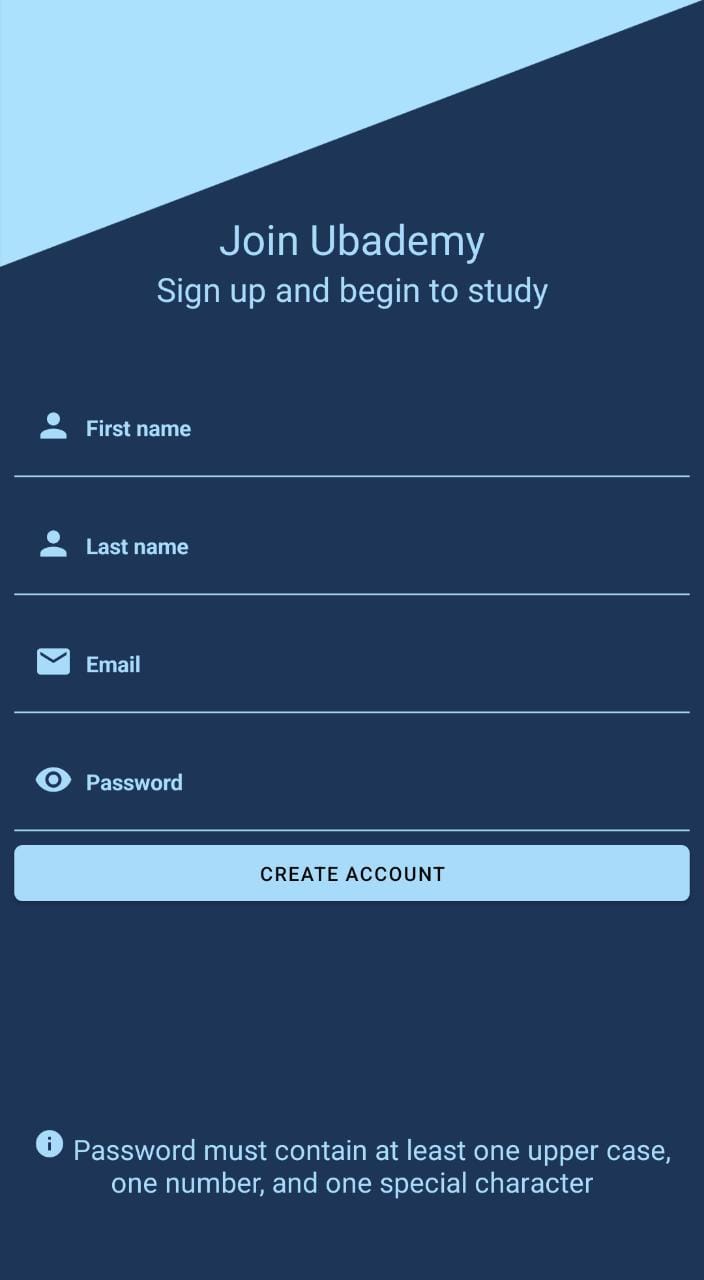 Join Ubademy
Sign up and begin to study
First name
Last name
Email
Password
CREATE ACCOUNT
Password must contain at least one upper case,
one number, and one special character